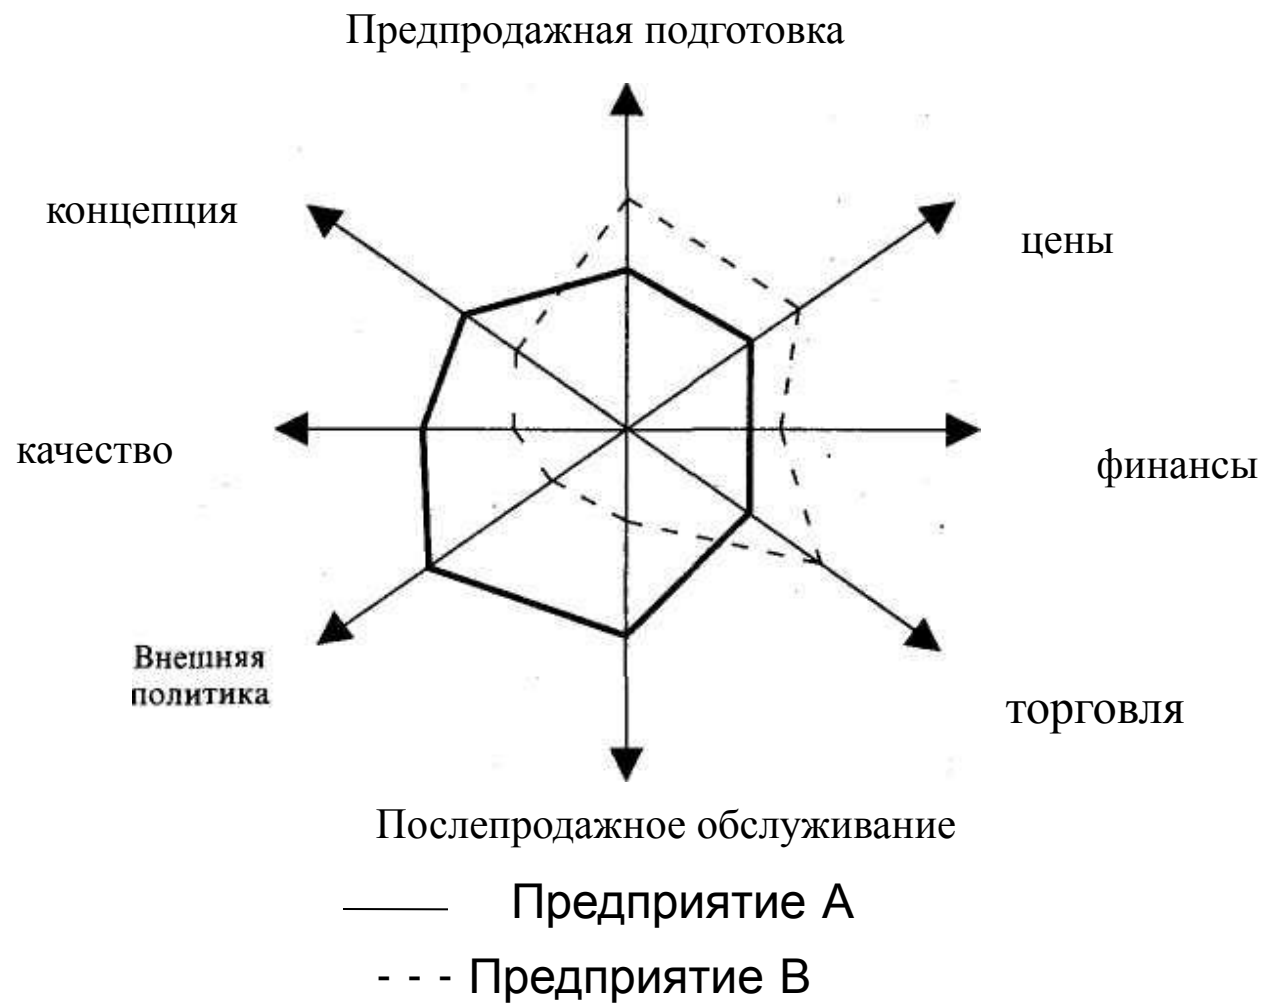 Предпродажная подготовка
концепция
цены
качество
финансы
Внешняя
политика
торговля
Послепродажное обслуживание
Предприятие А
- - - Предприятие В